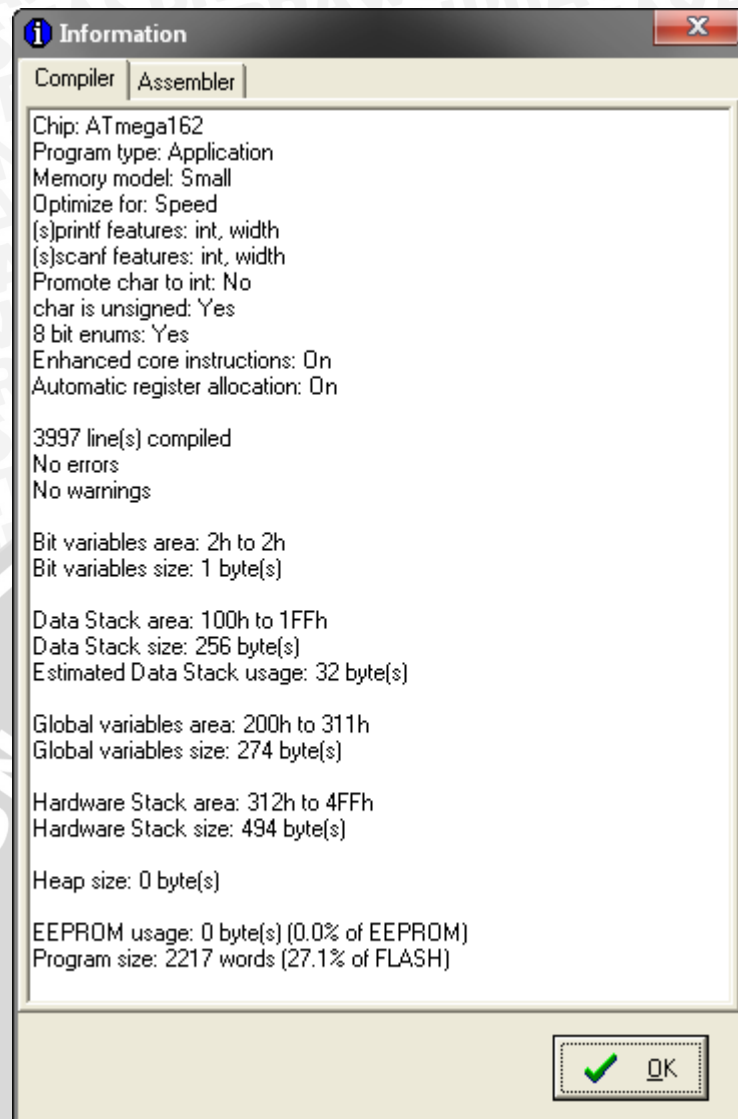 Information
Compiler
Assembler
Chip: ATmega162
Program type: Application
Memory model: Small
Optimize for: Speed
(s)printf features: int, width
(s)scanf features: int, width
Promote char to int: No
char is unsigned: Yes
8 bit enums: Yes
Enhanced core instructions: On
Automatic register allocation: On
3997 line(s) compiled
No errors
No warnings
Bit variables area: 2h to 2h
Bit variables size: 1 byte(s)
Data Stack area: 100h to 1FFh
Data Stack size: 256 byte(s)
Estimated Data Stack usage: 32 byte(s)
Global variables area: 200h to 311h
Global variables size: 274 byte(s)
Hardware Stack area: 312h to 4FFh
Hardware Stack size: 494 byte(s)
Heap size: 0 byte(s)
EEPROM usage: 0 byte(s) (0.0% of EEPROM)
Program size: 2217 words (27.1% of FLASH)
OK